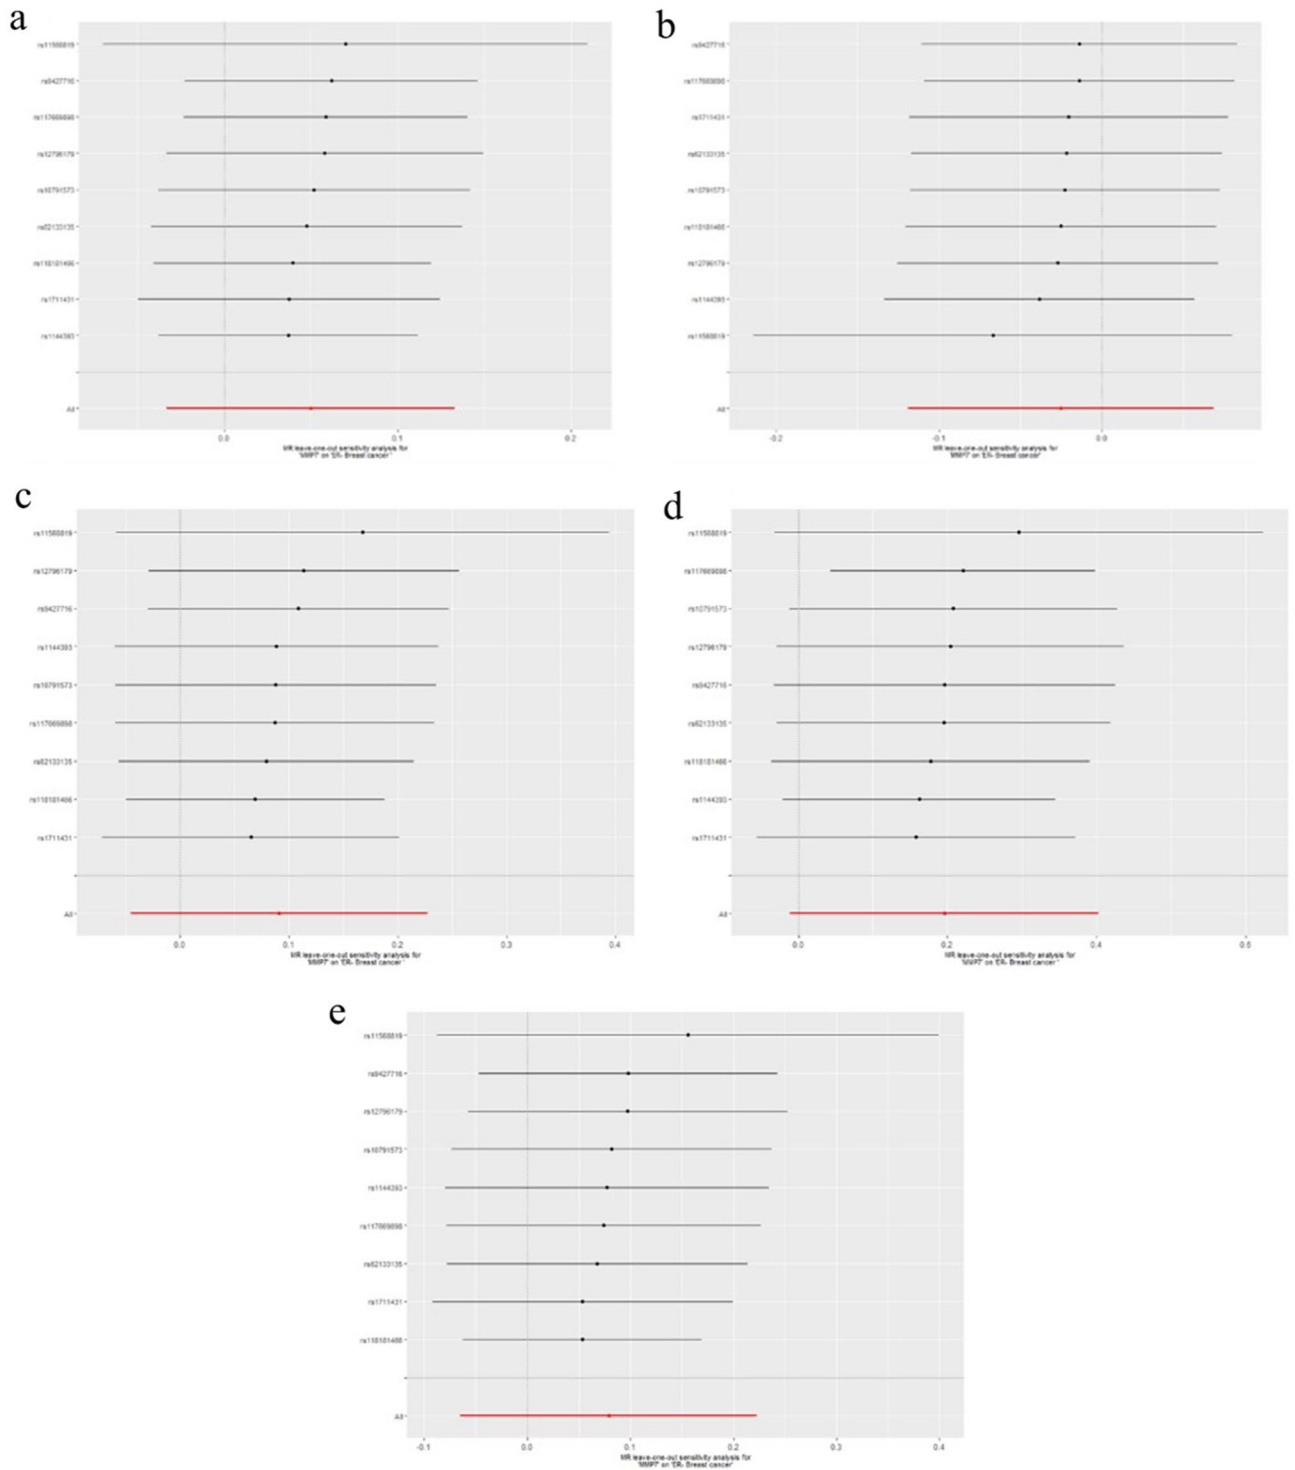 a
rs11568819
rs9427716
rs117669898
rs12796179
rs10791573
rs62133135
rs118181466
rs1711431
rs1144393
All
0.0 0.1 0.2
MR leave-one-out sensitivity analysis for
'MMP7' on 'ER- Breast cancer '
b
rs9427716
rs117669898
rs1711431
rs62133135
rs10791573
rs118181466
rs12796179
rs1144393
rs11568819
All
-0.2 -0.1 0.0
MR leave-one-out sensitivity analysis for
'MMP7' on 'ER- Breast cancer'
c
rs11568819
rs12796179
rs9427716
rs1144393
rs10791573
rs117669898
rs62133135
rs118181466
rs1711431
All
0.0 0.1 0.2 0.3 0.4
MR leave-one-out sensitivity analysis for
'MMP7' on 'ER- Breast cancer '
d
rs11568819
rs117669898
rs10791573
rs12796179
rs9427716
rs62133135
rs118181466
rs1144393
rs1711431
All
0.0 0.2 0.4
MR leave-one-out sensitivity analysis for
'MMP7' on 'ER- Breast cancer '
e
rs11568819
rs9427716
rs12796179
rs10791573
rs1144393
rs117669898
rs62133135
rs1711431
rs118181466
All
-0.1 0.0 0.1 0.2 0.3 0.4
MR leave-one-out sensitivity analysis for
'MMP7' on 'ER- Breast cancer'